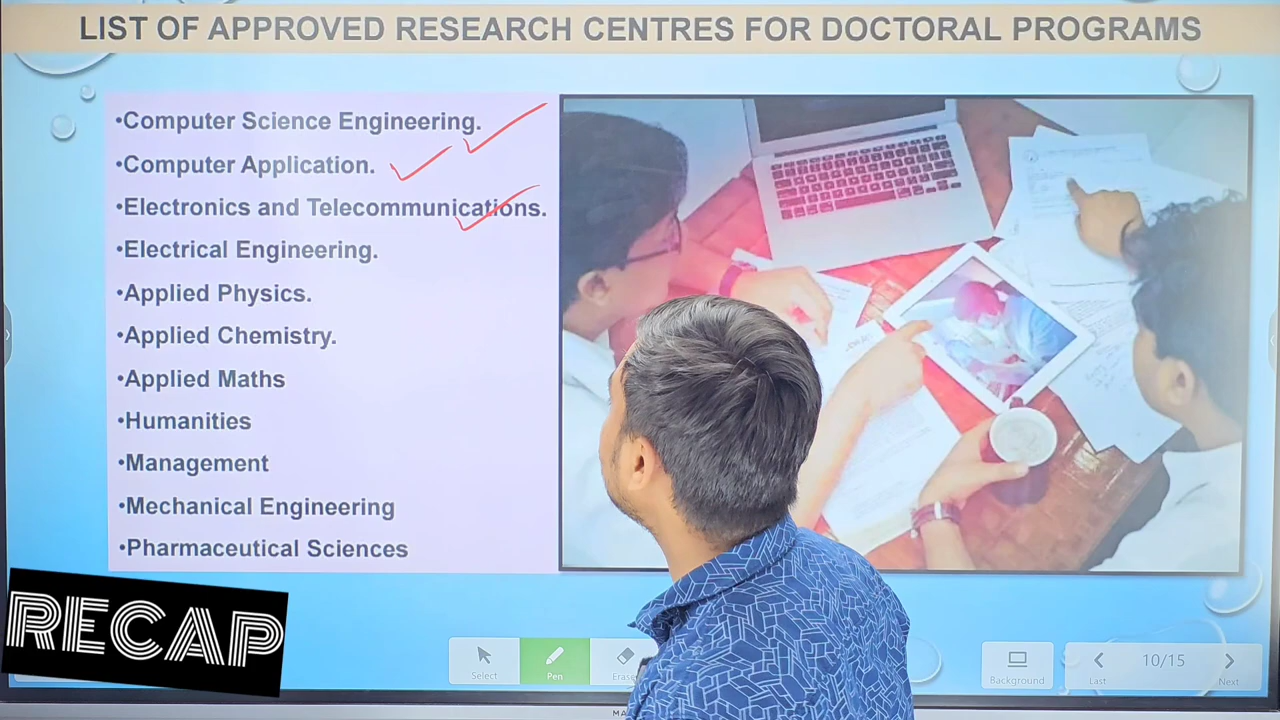 LIST OF APPROVED RESEARCH CENTRES FOR DOCTORAL PROGRAMS
•Computer Science Engineering.
•Computer Application.
•Electronics and Telecommunications.
•Electrical Engineering.
•Applied Physics.
•Applied Chemistry.
•Applied Maths
•Humanities
•Management
•Mechanical Engineering
•Pharmaceutical Sciences
RECAP
Select
Pen
Background
Last
10/15
Next